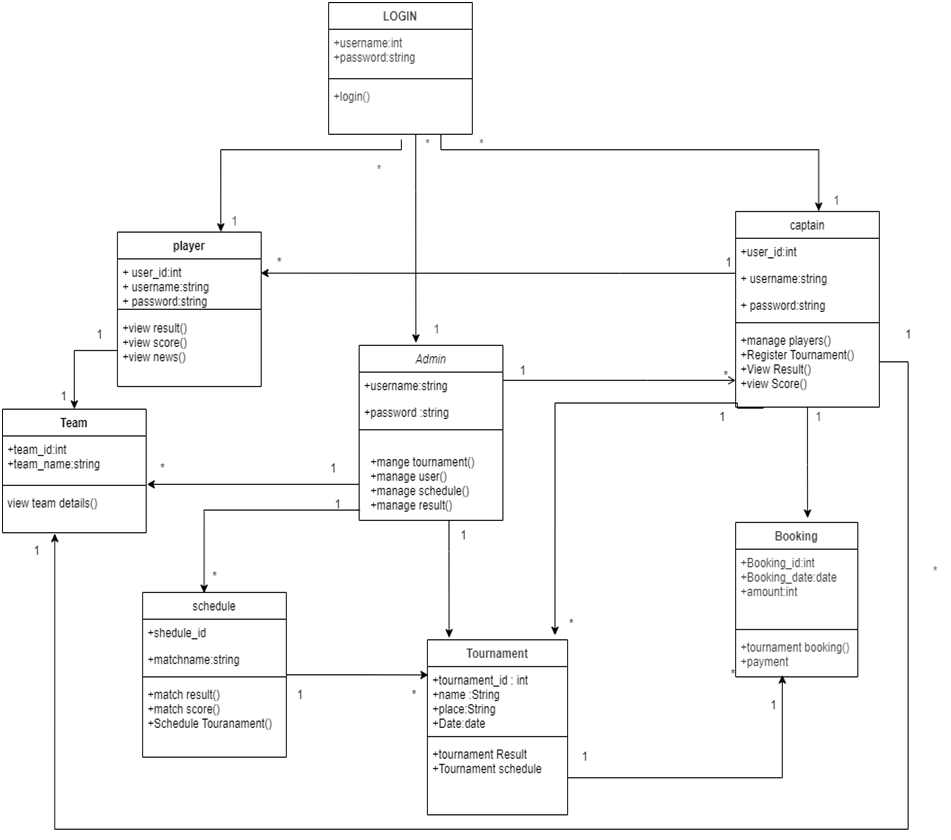 LOGIN
+username:int
+password:string
+login()
*
*
*
1
1
1
player
+ user_id:int
+ username:string
+ password:string
+view result()
+view score()
+view news()
captain
+user_id:int
+ username:string
+ password:string
+manage players()
+Register Tournament()
+View Result()
+view Score()
*
1
1
1
1
*
1
*
1
1
Admin
+username:string
+password :string
+mange tournament()
+manage user()
+manage schedule()
+manage result()
Team
+team_id:int
+team_name:string
view team details()
*
1
1
1
1
*
*
*
schedule
+shedule_id
+matchname:string
+match result()
+match score()
+Schedule Touranament()
Tournament
+tournament_id : int
+name :String
+place:String
+Date:date
+tournament Result
+Tournament schedule
Booking
+Booking_id:int
+Booking_date:date
+amount:int
+tournament booking()
+payment
1
*
*
1
1